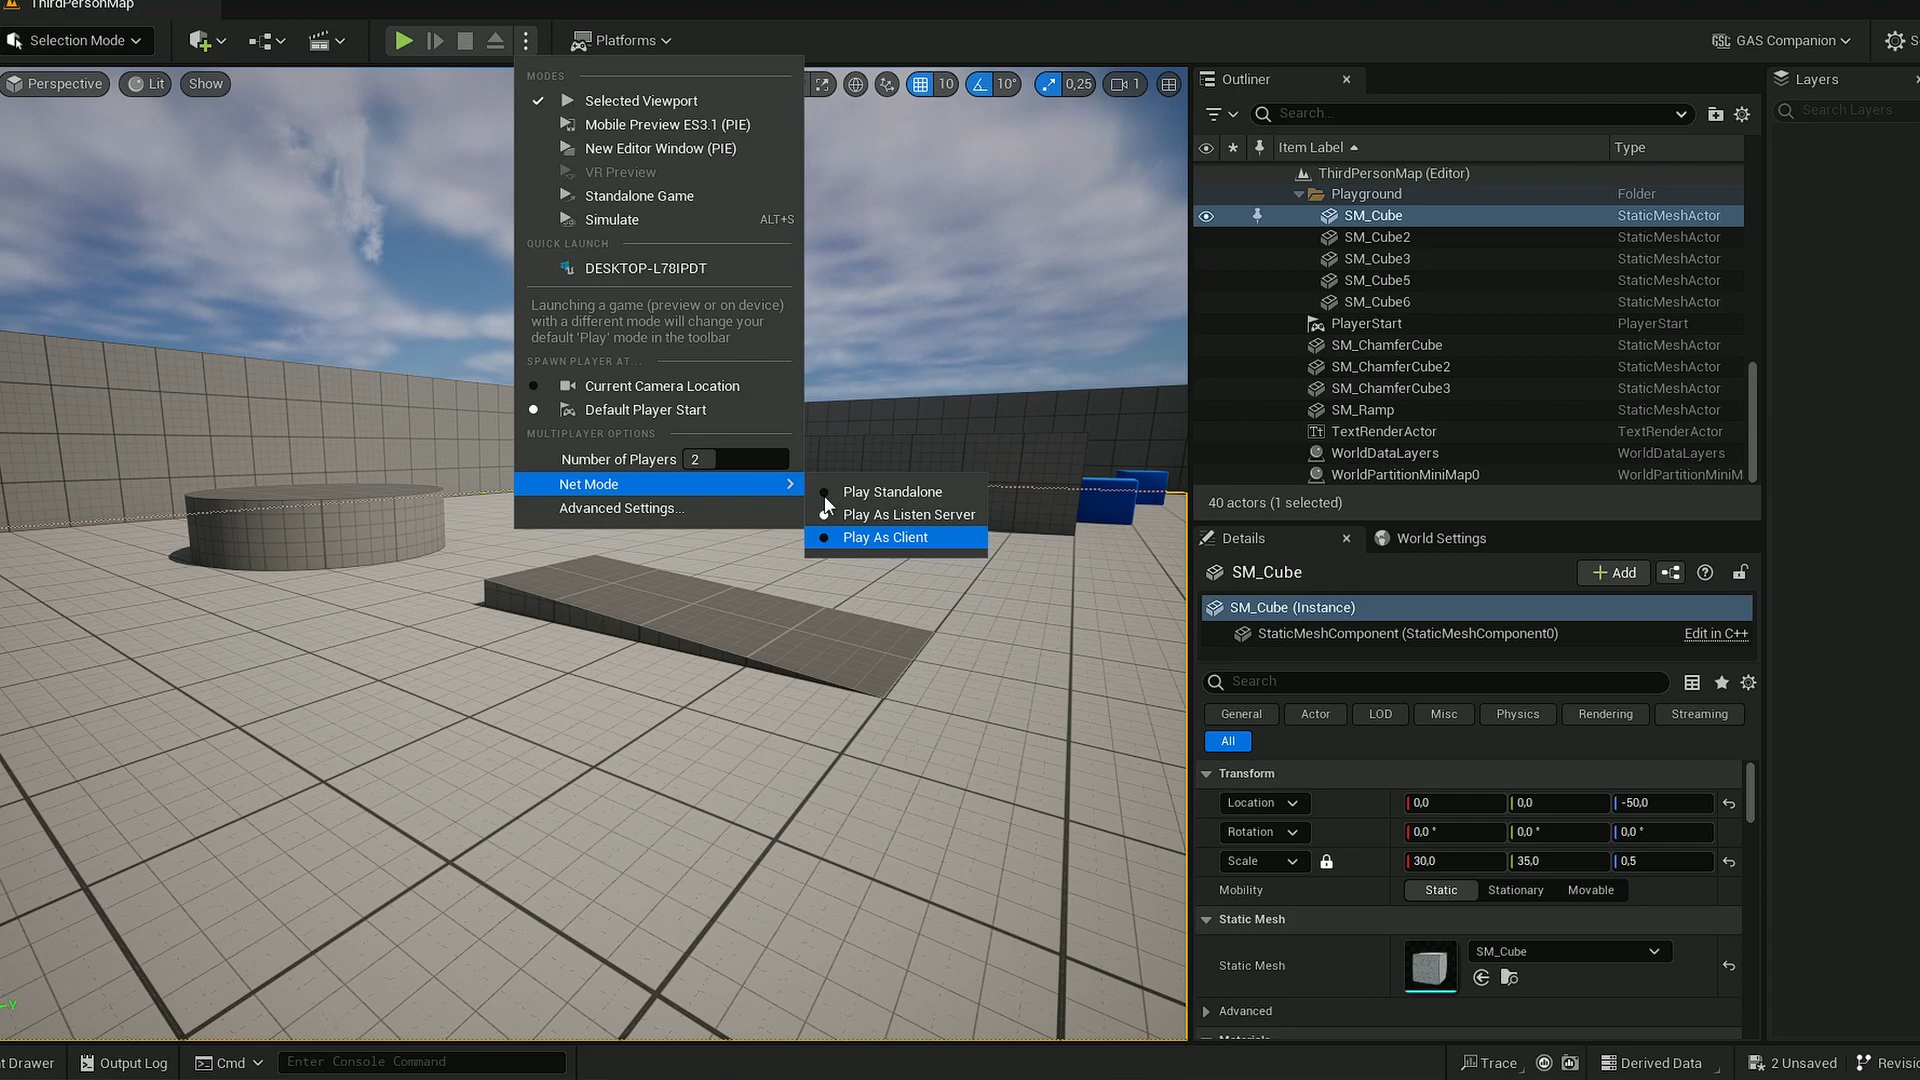 ThirdPersonMap
Selection Mode
Platforms
GAS Companion
Perspective
Lit
Show
10
10°
0,25
1
MODES
Selected Viewport
Mobile Preview ES3.1 (PIE)
New Editor Window (PIE)
VR Preview
Standalone Game
Simulate ALT+S
QUICK LAUNCH
DESKTOP-L78IPDT
Launching a game (preview or on device)
with a different mode will change your
default 'Play' mode in the toolbar
SPAWN PLAYER AT...
Current Camera Location
Default Player Start
MULTIPLAYER OPTIONS
Number of Players 2
Net Mode
Advanced Settings...
Play Standalone
Play As Listen Server
Play As Client
Outliner
Search...
Item Label Type
ThirdPersonMap (Editor)
Playground Folder
SM_Cube StaticMeshActor
SM_Cube2 StaticMeshActor
SM_Cube3 StaticMeshActor
SM_Cube5 StaticMeshActor
SM_Cube6 StaticMeshActor
PlayerStart PlayerStart
SM_ChamferCube StaticMeshActor
SM_ChamferCube2 StaticMeshActor
SM_ChamferCube3 StaticMeshActor
SM_Ramp StaticMeshActor
TextRenderActor TextRenderActor
WorldDataLayers WorldDataLayers
WorldPartitionMiniMap0 WorldPartitionMiniM
40 actors (1 selected)
Layers
Search Layers
Details
World Settings
SM_Cube
Add
SM_Cube (Instance)
StaticMeshComponent (StaticMeshComponent0) Edit in C++
Search
General Actor LOD Misc Physics Rendering Streaming
All
Transform
Location 0,0 0,0 -50,0
Rotation 0,0 ° 0,0 ° 0,0 °
Scale 30,0 35,0 0,5
Mobility Static Stationary Movable
Static Mesh
Static Mesh SM_Cube
Advanced
-Y
nt Drawer
Output Log
Cmd
Enter Console Command
Trace
Derived Data
2 Unsaved
Revisio